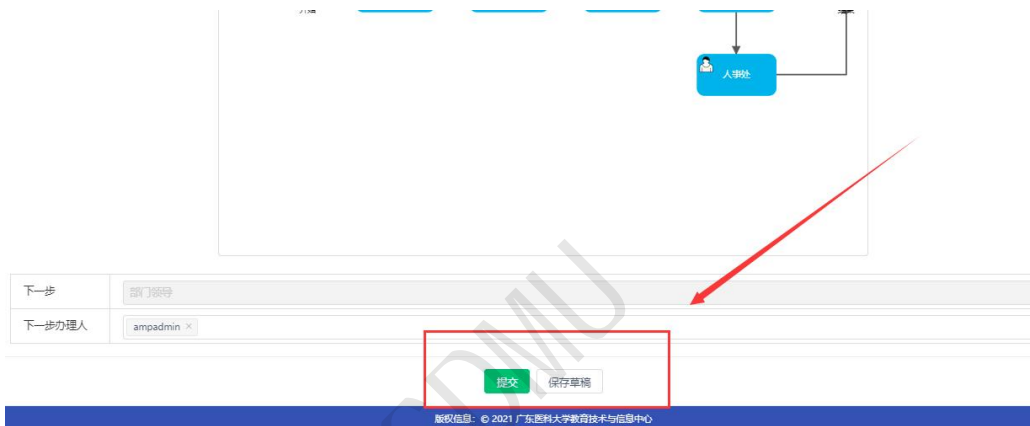 人事处
下一步
部门领导
下一步办理人
ampadmin ×
提交
保存草稿
版权信息：© 2021 广东医科大学教育技术与信息中心